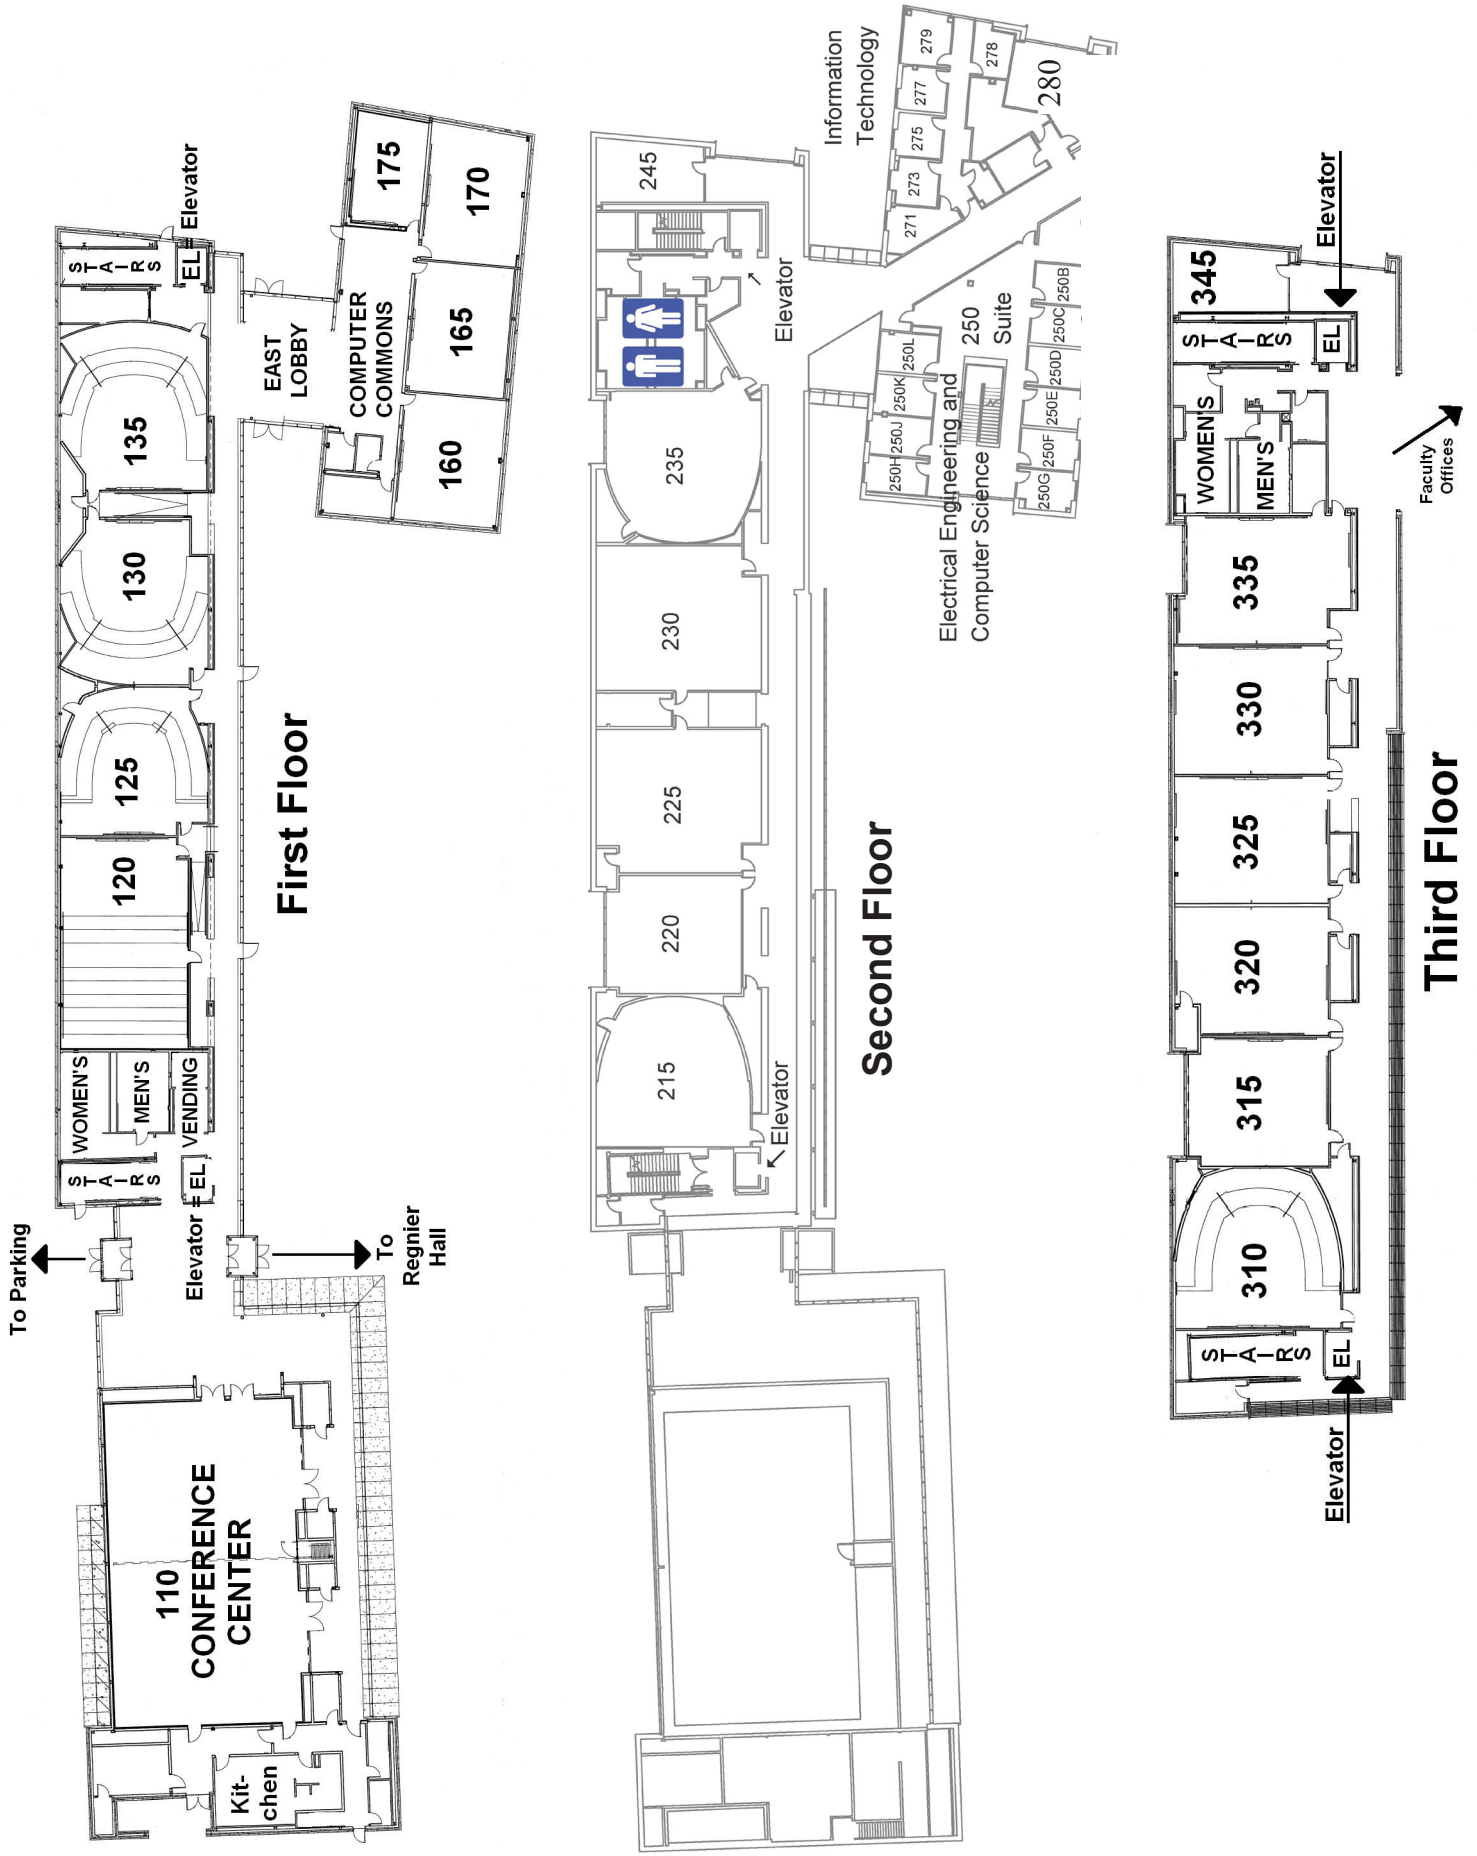 To Parking
STAIRS
EL
Elevator
135
130
125
120
WOMEN'S
MEN'S
VENDING
STAIRS
Elevator = EL
EAST
LOBBY
COMPUTER
COMMONS
175
170
165
160
First Floor
To
Regnier
Hall
110
CONFERENCE
CENTER
Kit-
chen
245
Elevator
235
230
225
220
215
Elevator
Second Floor
Information
Technology
279
278
277
275
273
271
280
250
Suite
250B
250C
250D
250E
250F
250G
250L
250K
250J
250H
Electrical Engineering and
Computer Science
345
Elevator
STAIRS
EL
WOMEN'S
MEN'S
Faculty
Offices
335
330
325
320
315
310
STAIRS
EL
Elevator
Third Floor